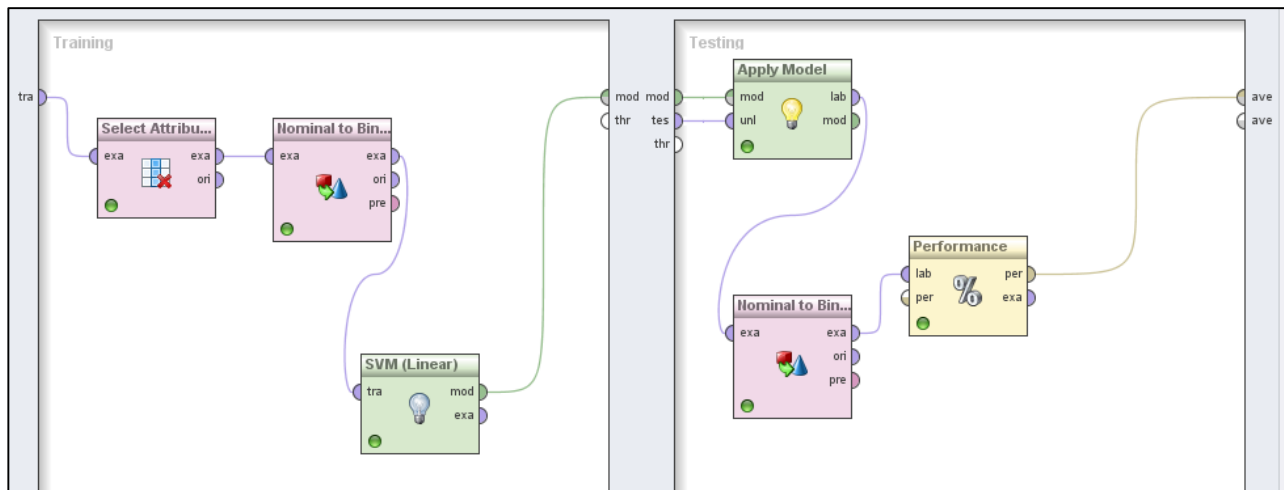 Training
tra
Select Attribu...
exa exa
ori
Nominal to Bin...
exa exa
ori
pre
SVM (Linear)
tra mod
exa
mod
thr
Testing
mod
tes
thr
Apply Model
mod lab
unl mod
Nominal to Bin...
exa exa
ori
pre
Performance
%
lab per
per exa
ave
ave